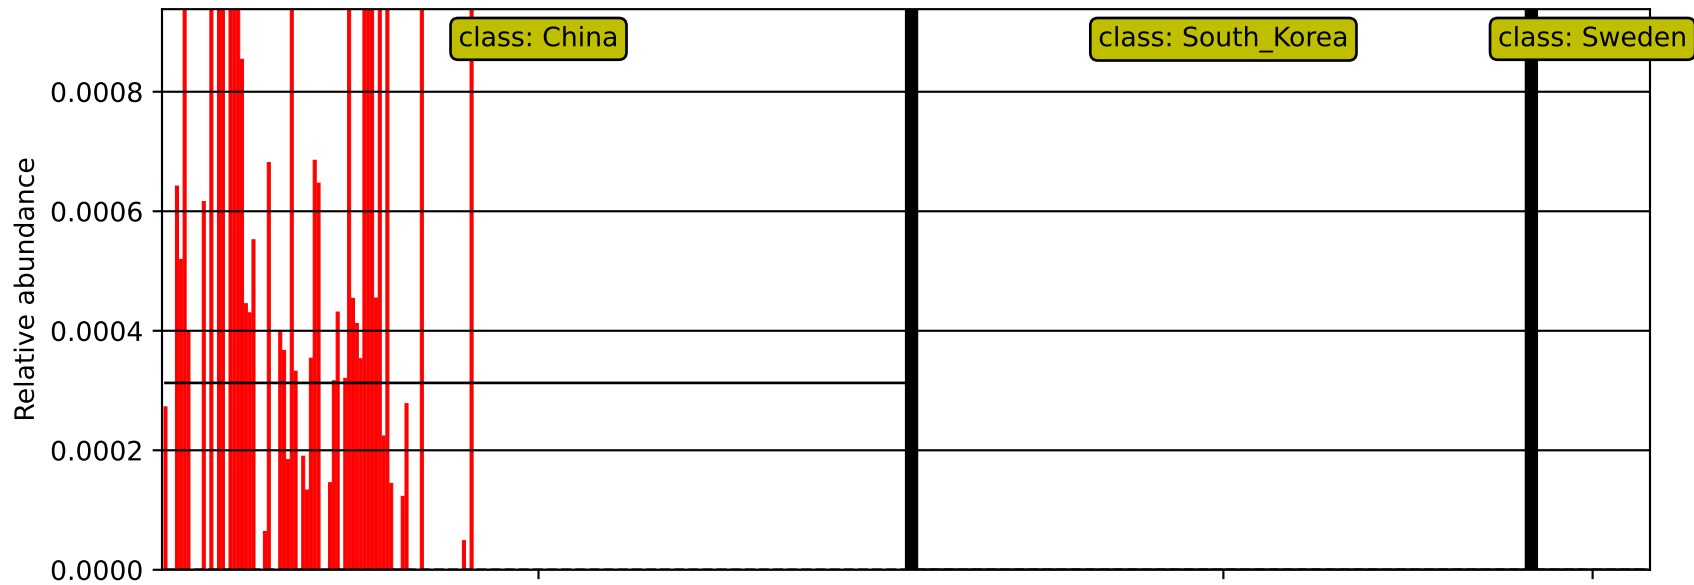 class: China
class: South_Korea
class: Sweden
0.0008
0.0006
0.0004
0.0002
0.0000
Relative abundance